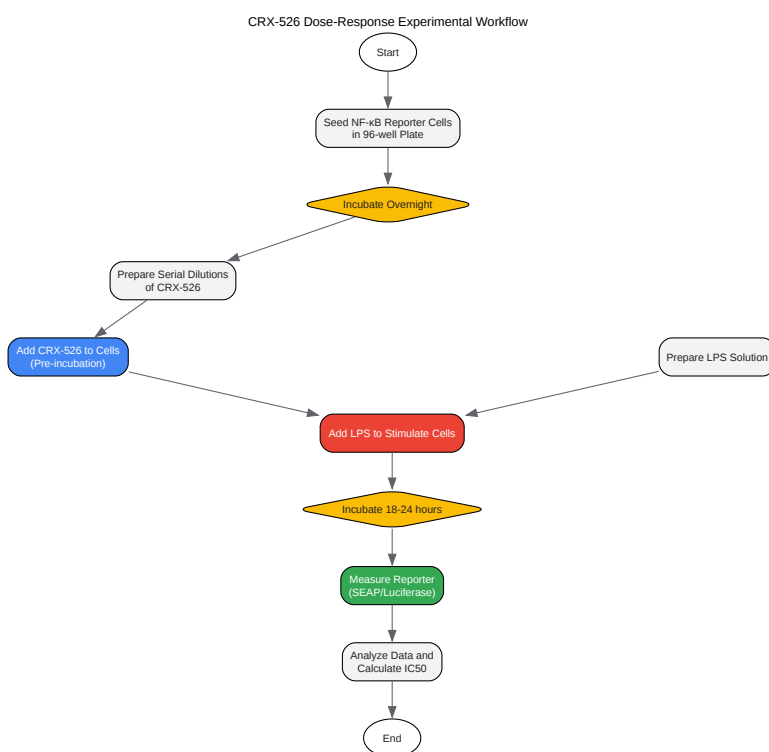 CRX-526 Dose-Response Experimental Workflow
Start
Seed NF-κB Reporter Cells
in 96-well Plate
Incubate Overnight
Prepare Serial Dilutions
of CRX-526
Add CRX-526 to Cells
(Pre-incubation)
Prepare LPS Solution
Add LPS to Stimulate Cells
Incubate 18-24 hours
Measure Reporter
(SEAP/Luciferase)
Analyze Data and
Calculate IC50
End